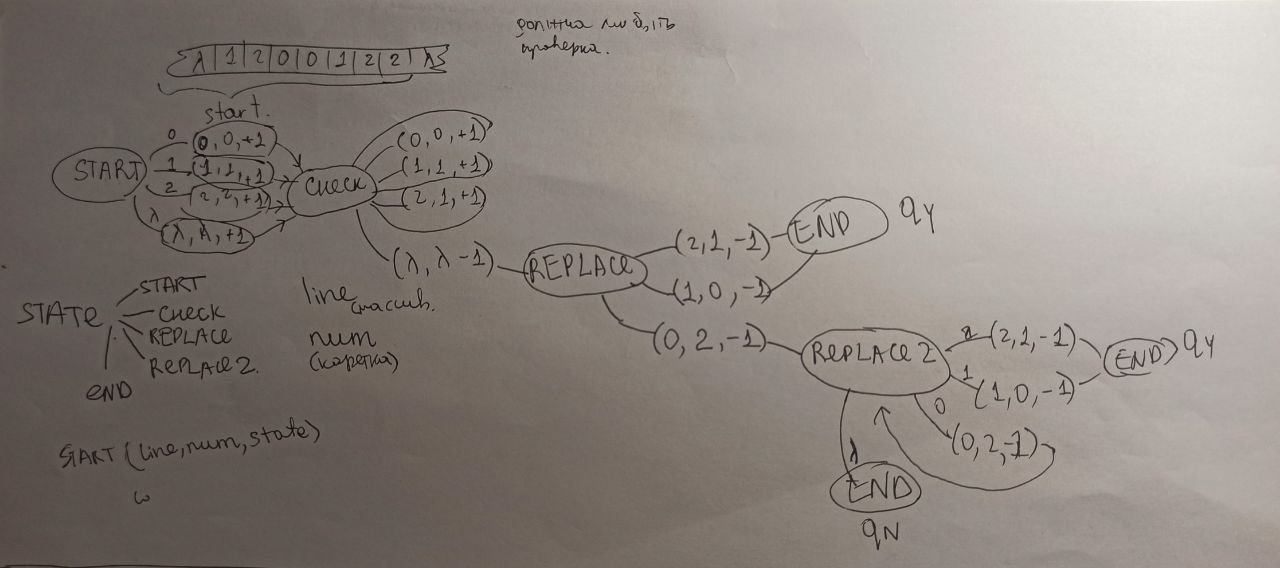 должна быть
проверка.
λ 1 2 0 0 1 2 2 λ
start.
START
0 (0,0,+1)
1 (1,1,+1)
2 (2,2,+1)
λ (λ,λ,+1)
CHECK
(0,0,+1)
(1,1,+1)
(2,1,+1)
(λ,λ -1)
REPLACE
(2,1,-1)
(1,0,-1)
END qy
(0,2,-1)
REPLACE 2
2 (2,1,-1)
1 (1,0,-1)
END qy
0 (0,2,-1)
λ
END
qN
STATE
START
CHECK
REPLACE
REPLACE 2.
END
line
(массив.
num
(каретка)
START (line,num,state)